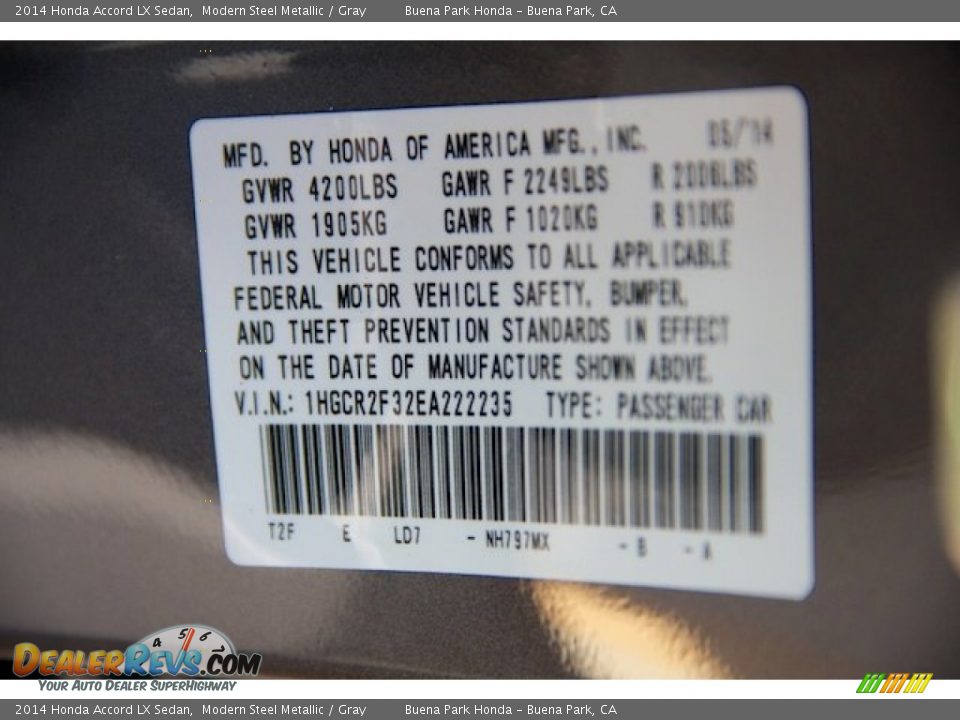 2014 Honda Accord LX Sedan, Modern Steel Metallic / Gray Buena Park Honda - Buena Park, CA
MFD. BY HONDA OF AMERICA MFG., INC. 05/'14
GVWR 4200LBS GAWR F 2249LBS R 2006LBS
GVWR 1905KG GAWR F 1020KG R 910KG
THIS VEHICLE CONFORMS TO ALL APPLICABLE
FEDERAL MOTOR VEHICLE SAFETY, BUMPER,
AND THEFT PREVENTION STANDARDS IN EFFECT
ON THE DATE OF MANUFACTURE SHOWN ABOVE.
V.I.N.: 1HGCR2F32EA222235 TYPE: PASSENGER CAR
T2F E LD7 - NH797MX - B - A
4 5 6
DEALERREVS.COM
YOUR AUTO DEALER SUPERHIGHWAY
2014 Honda Accord LX Sedan, Modern Steel Metallic / Gray Buena Park Honda - Buena Park, CA